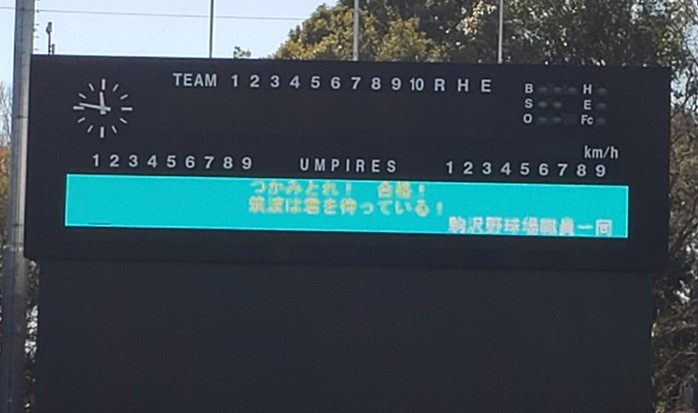 TEAM 1 2 3 4 5 6 7 8 9 10 R H E
B H
S E
O Fc
km/h
1 2 3 4 5 6 7 8 9 UMPIRES 1 2 3 4 5 6 7 8 9
つかみとれ! 合格!
筑波は君を待っている!
駒沢野球場職員一同